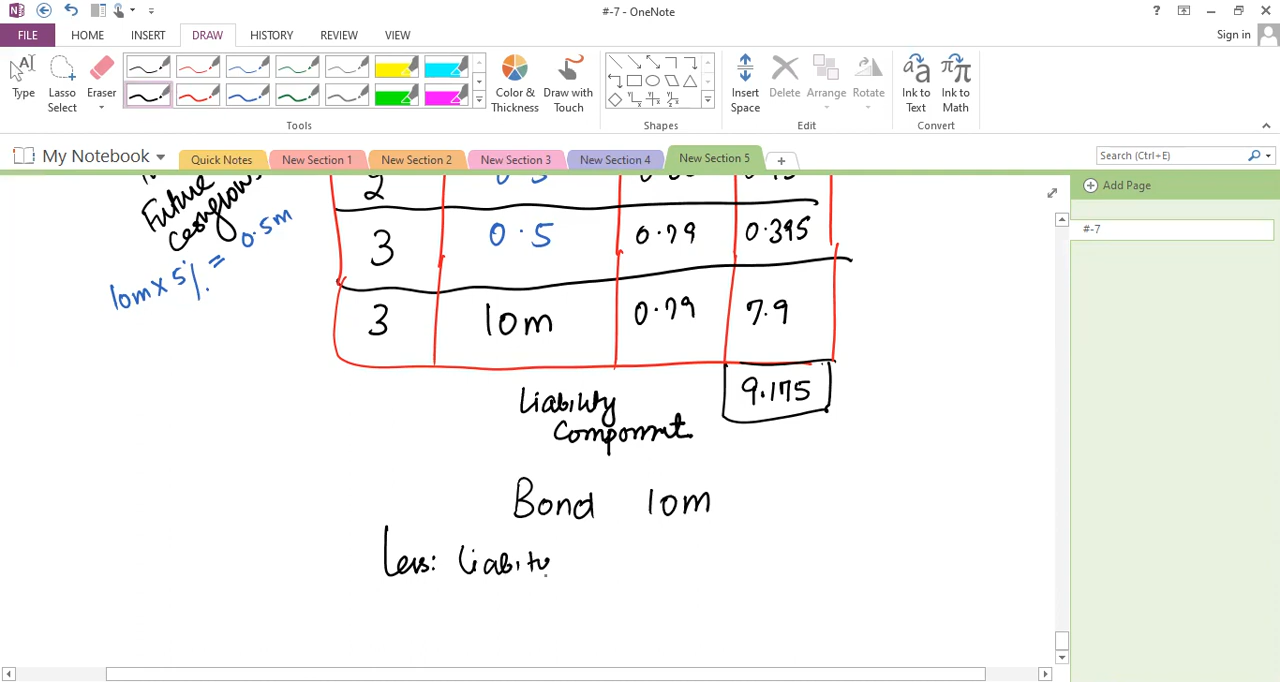 #-7 - OneNote
Sign in
FILE HOME INSERT DRAW HISTORY REVIEW VIEW
Type
Lasso Select
Eraser
Color & Thickness
Draw with Touch
Insert Space
Delete
Arrange
Rotate
Ink to Text
Ink to Math
Tools
Shapes
Edit
Convert
My Notebook
Quick Notes
New Section 1
New Section 2
New Section 3
New Section 4
New Section 5
Search (Ctrl+E)
Add Page
#-7
Future
10m x 5% = 0.5m
2
3 0.5 0.79 0.395
3 10m 0.79 7.9
9.175
Liability
Component
Bond 10m
Less: